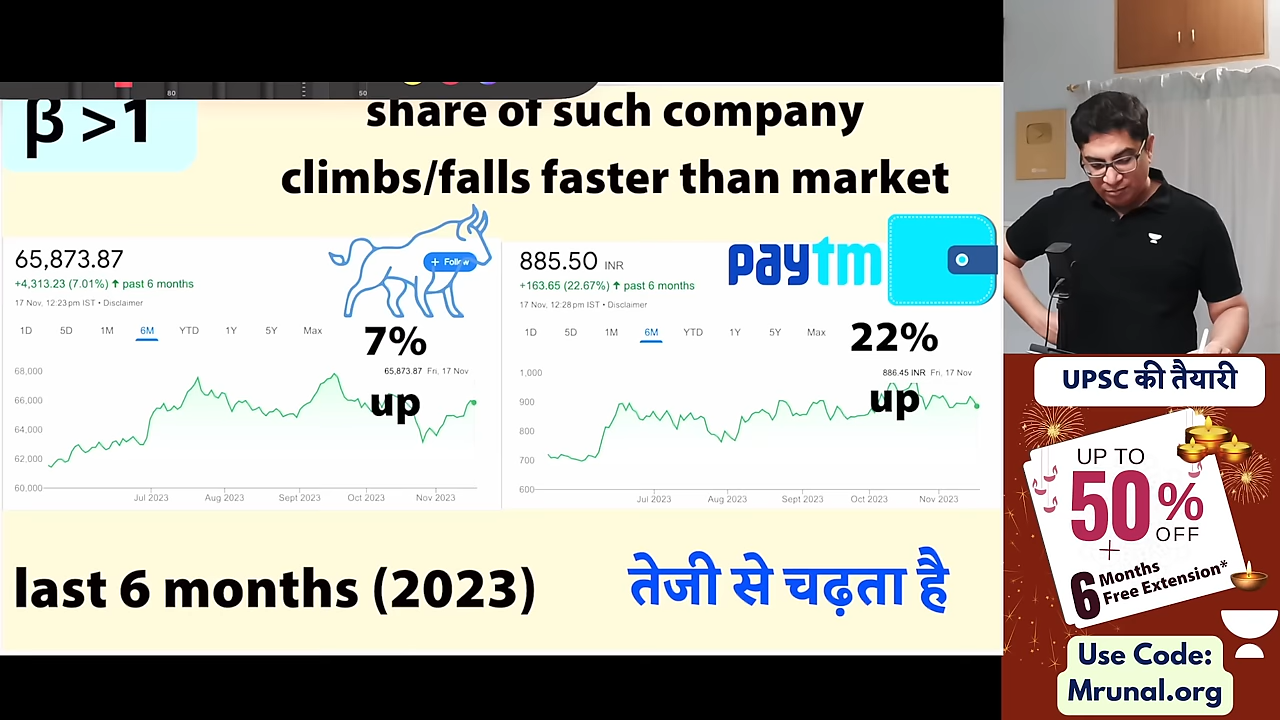 80
50
β >1
share of such company
climbs/falls faster than market
65,873.87
+ Follow
+4,313.23 (7.01%) ↑ past 6 months
17 Nov, 12:23pm IST • Disclaimer
1D 5D 1M 6M YTD 1Y 5Y Max
7%
up
65,873.87 Fri, 17 Nov
68,000
66,000
64,000
62,000
60,000
Jul 2023 Aug 2023 Sept 2023 Oct 2023 Nov 2023
885.50 INR
paytm
+163.65 (22.67%) ↑ past 6 months
17 Nov, 12:28pm IST • Disclaimer
1D 5D 1M 6M YTD 1Y 5Y Max
22%
up
886.45 INR Fri, 17 Nov
1,000
900
800
700
600
Jul 2023 Aug 2023 Sept 2023 Oct 2023 Nov 2023
last 6 months (2023)
तेजी से चढ़ता है
UPSC की तैयारी
UP TO
50%
OFF
+
6 Months
Free Extension*
Use Code:
Mrunal.org